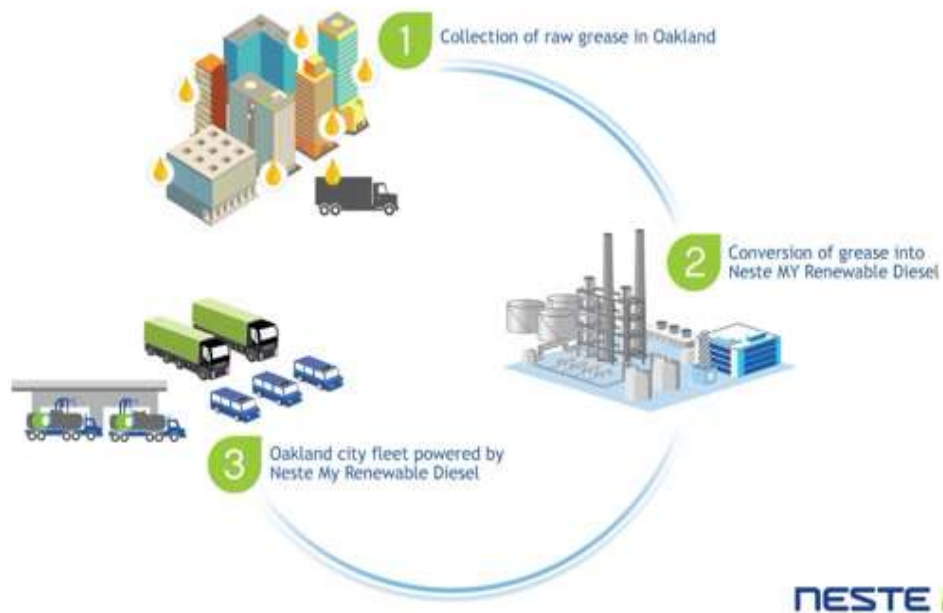 1
Collection of raw grease in Oakland
2
Conversion of grease into
Neste MY Renewable Diesel
3
Oakland city fleet powered by
Neste My Renewable Diesel
NESTE